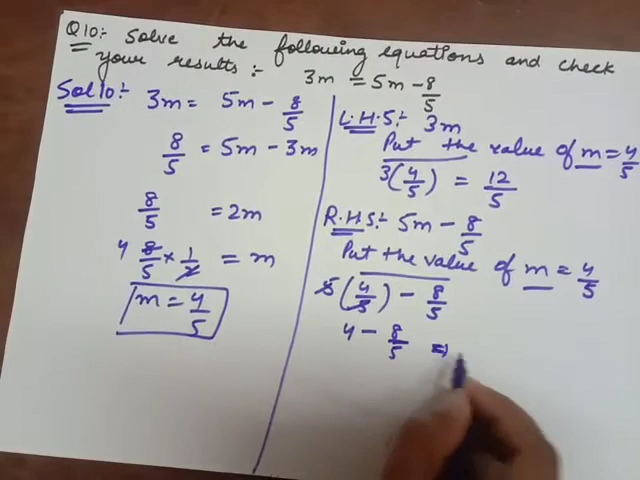 Q10:- Solve the following equations and check
your results:- 3m = 5m - 8/5
Sol10:- 3m = 5m - 8/5
8/5 = 5m - 3m
8/5 = 2m
4 8/5 × 1/2 = m
m = 4/5
L.H.S:- 3m
Put the value of m = 4/5
3(4/5) = 12/5
R.H.S:- 5m - 8/5
Put the value of m = 4/5
5(4/5) - 8/5
4 - 8/5 ⇒